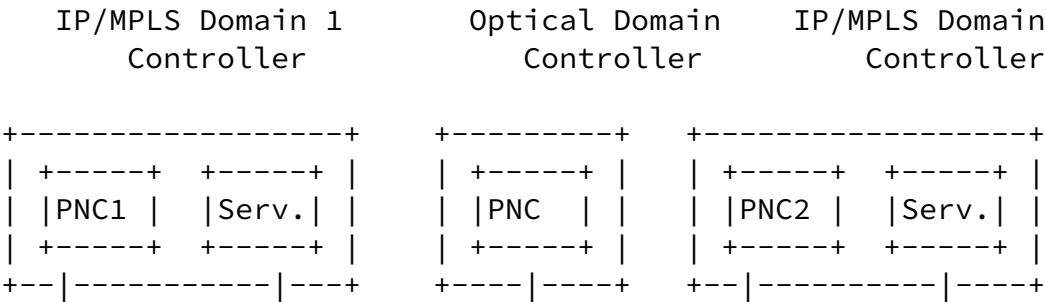 IP/MPLS Domain 1       Optical Domain    IP/MPLS Domain
       Controller            Controller         Controller

+------------------+    +---------+   +------------------+
| +-----+  +-----+ |    | +-----+ |   | +-----+  +-----+ |
| |PNC1 |  |Serv.| |    | |PNC  | |   | |PNC2 |  |Serv.| |
| +-----+  +-----+ |    | +-----+ |   | +-----+  +-----+ |
+--|-----------|---+    +----|----+   +--|----------|----+